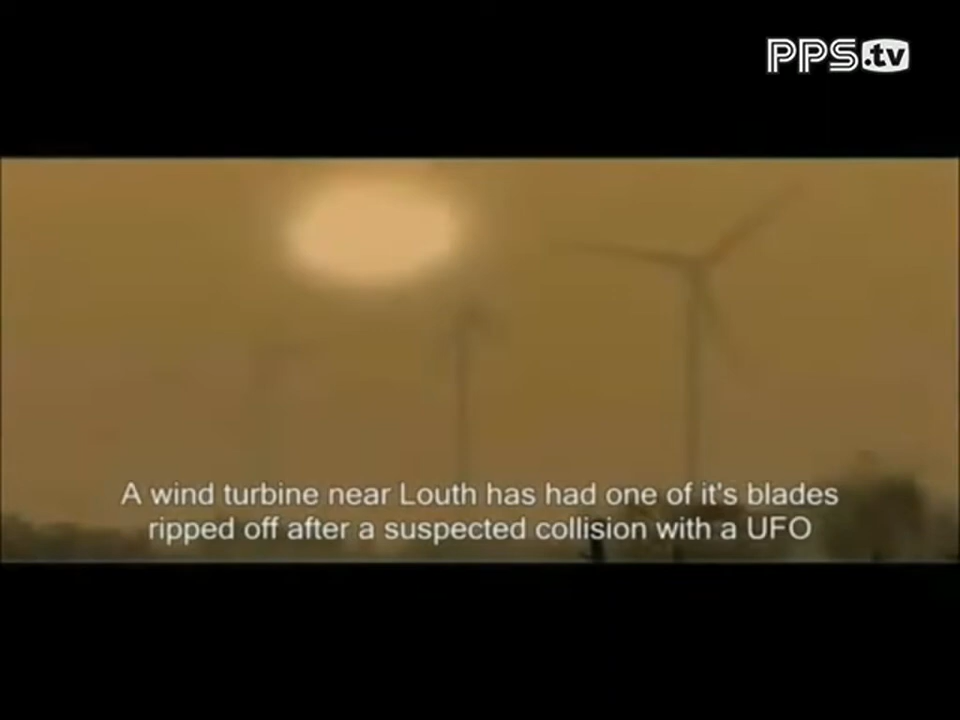 PPS.tv
A wind turbine near Louth has had one of it's blades
ripped off after a suspected collision with a UFO